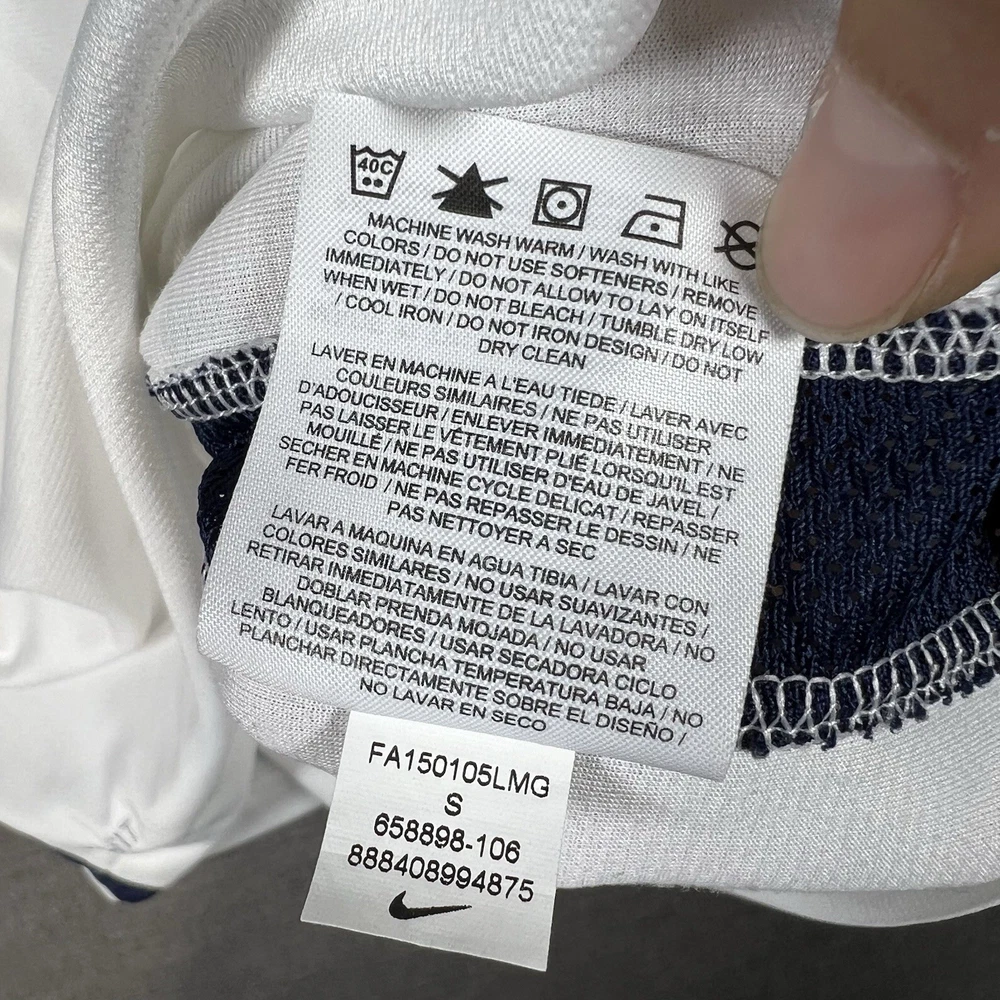 40C
MACHINE WASH WARM / WASH WITH LIKE
COLORS / DO NOT USE SOFTENERS / REMOVE
IMMEDIATELY / DO NOT ALLOW TO LAY ON ITSELF
WHEN WET / DO NOT BLEACH / TUMBLE DRY LOW
/ COOL IRON / DO NOT IRON DESIGN / DO NOT
DRY CLEAN
LAVER EN MACHINE A L'EAU TIEDE / LAVER AVEC
COULEURS SIMILAIRES / NE PAS UTILISER
D'ADOUCISSEUR / ENLEVER IMMEDIATEMENT / NE
PAS LAISSER LE VÉTEMENT PLIÉ LORSQU'IL EST
MOUILLÉ / NE PAS UTILISER D'EAU DE JAVEL /
SECHER EN MACHINE CYCLE DELICAT / REPASSER
FER FROID / NE PAS REPASSER LE DESSIN / NE
PAS NETTOYER A SEC
LAVAR A MAQUINA EN AGUA TIBIA / LAVAR CON
COLORES SIMILARES / NO USAR SUAVIZANTES /
RETIRAR INMEDIATAMENTE DE LA LAVADORA / NO
DOBLAR PRENDA MOJADA / NO USAR
BLANQUEADORES / USAR SECADORA CICLO
LENTO / USAR PLANCHA TEMPERATURA BAJA / NO
PLANCHAR DIRECTAMENTE SOBRE EL DISEÑO /
NO LAVAR EN SECO
FA150105LMG
S
658898-106
888408994875